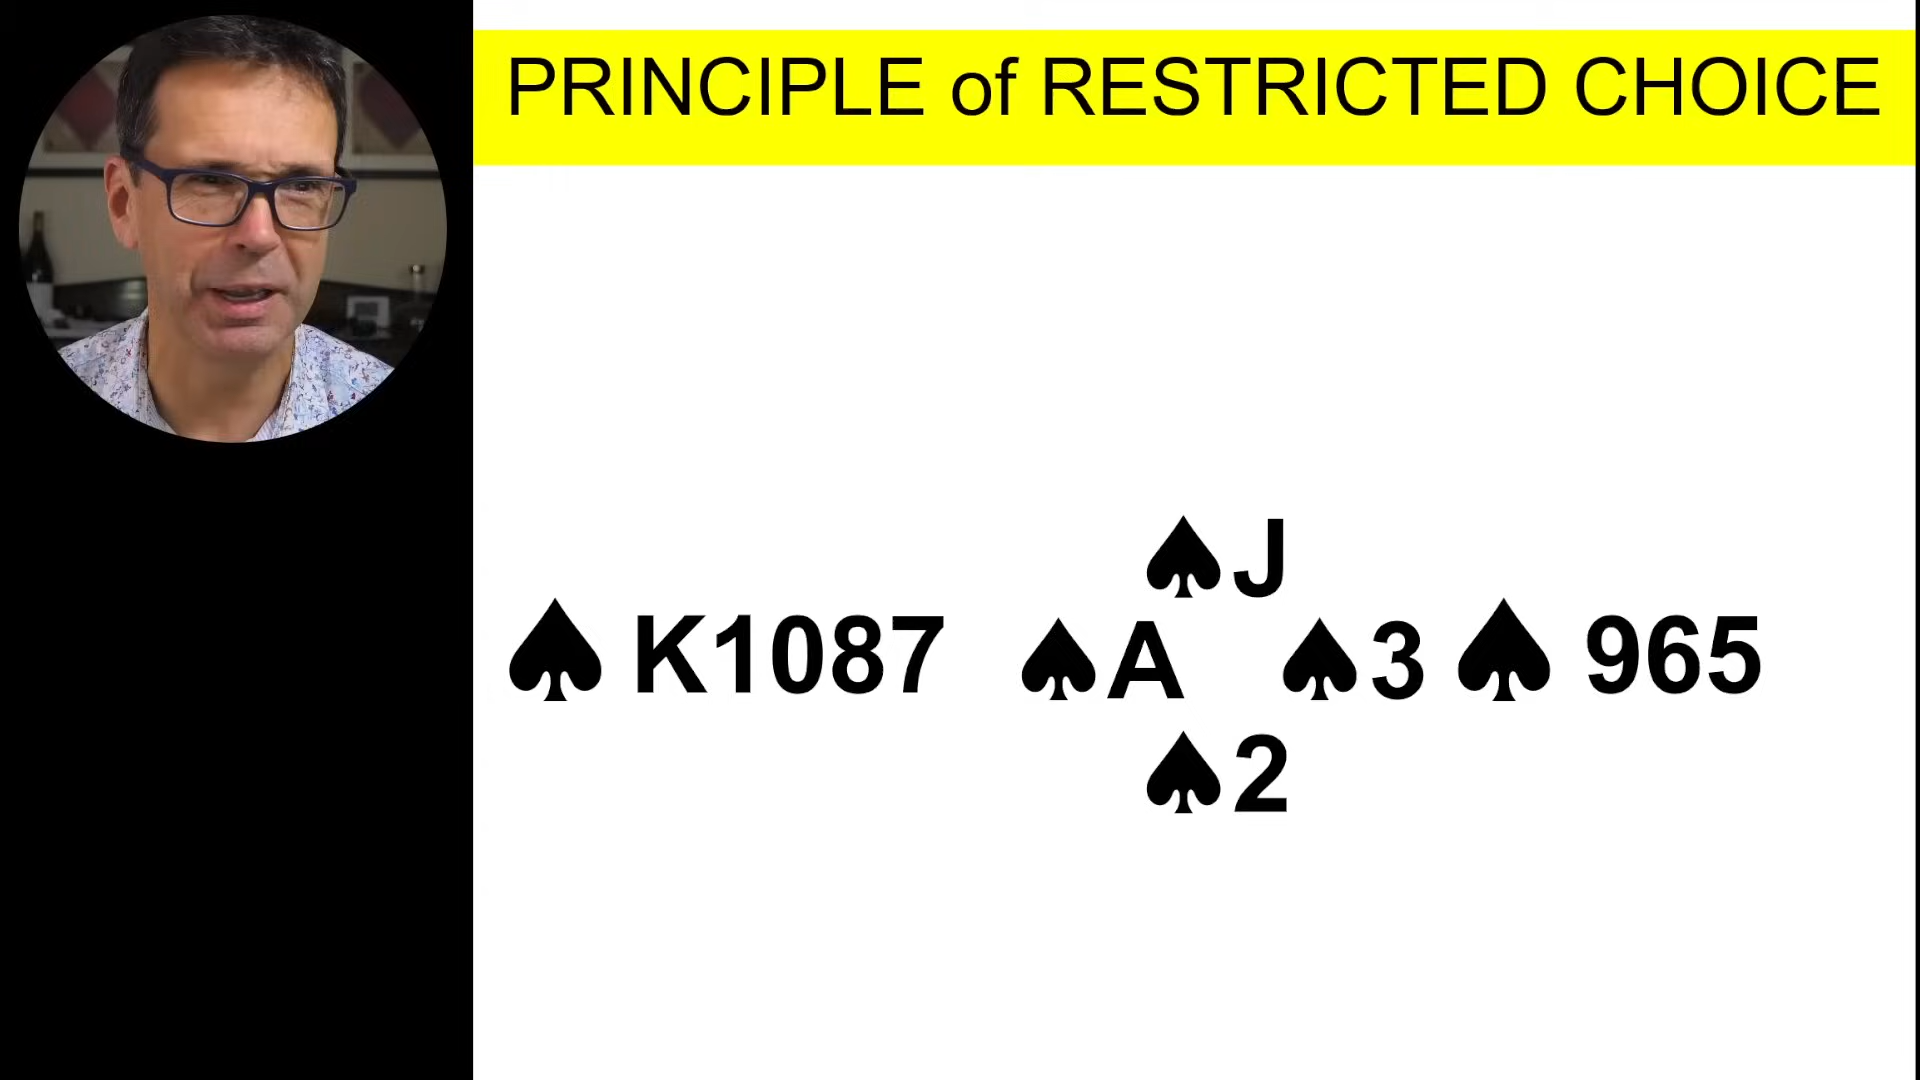 PRINCIPLE of RESTRICTED CHOICE
♠J
♠K1087 ♠A ♠3 ♠965
♠2